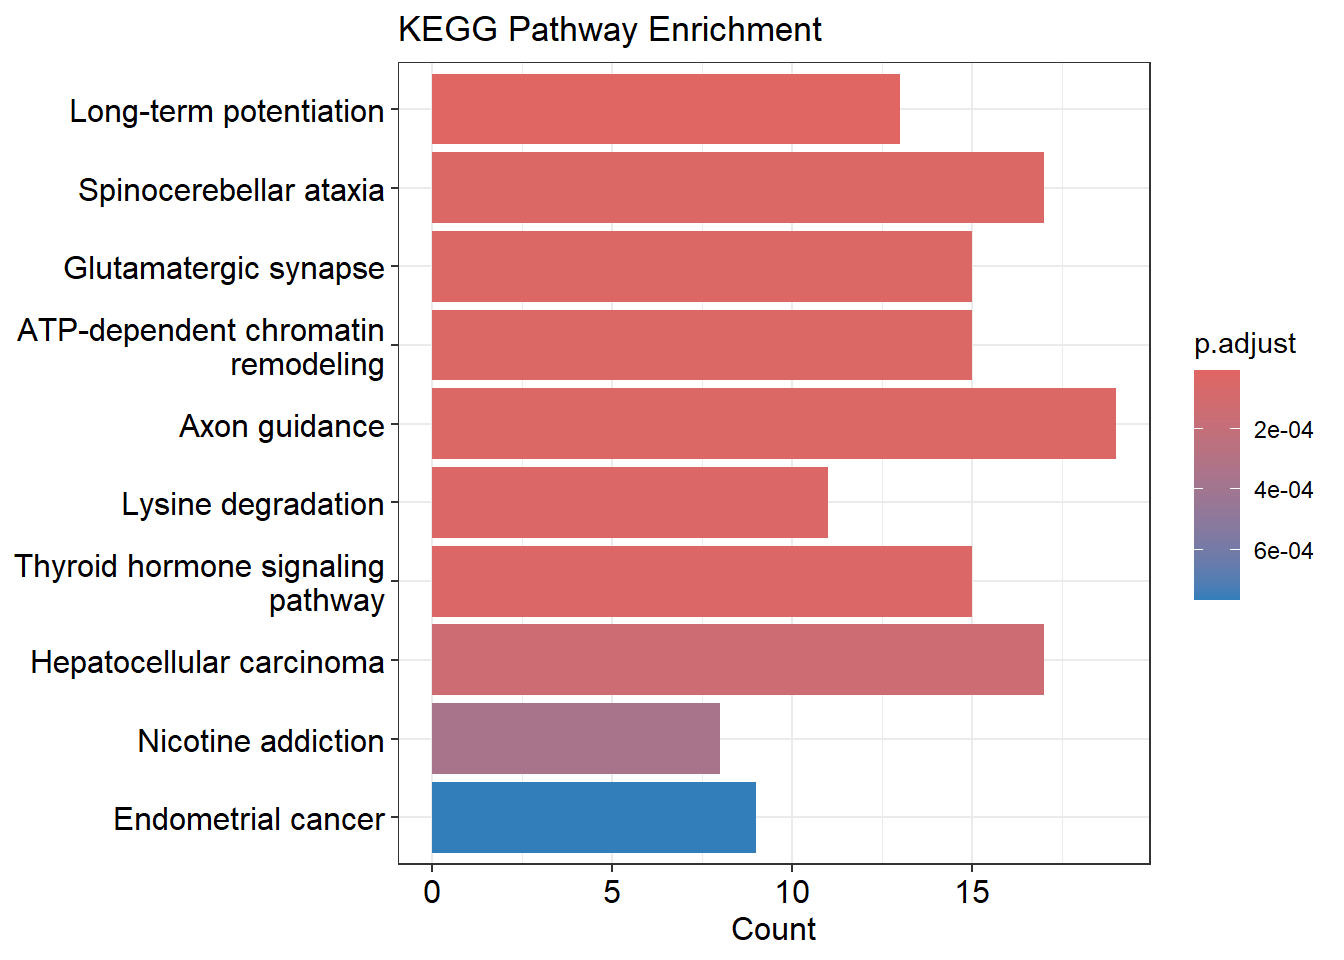 KEGG Pathway Enrichment
Long-term potentiation
Spinocerebellar ataxia
Glutamatergic synapse
ATP-dependent chromatin
remodeling
Axon guidance
Lysine degradation
Thyroid hormone signaling
pathway
Hepatocellular carcinoma
Nicotine addiction
Endometrial cancer
0 5 10 15
Count
p.adjust
2e-04
4e-04
6e-04